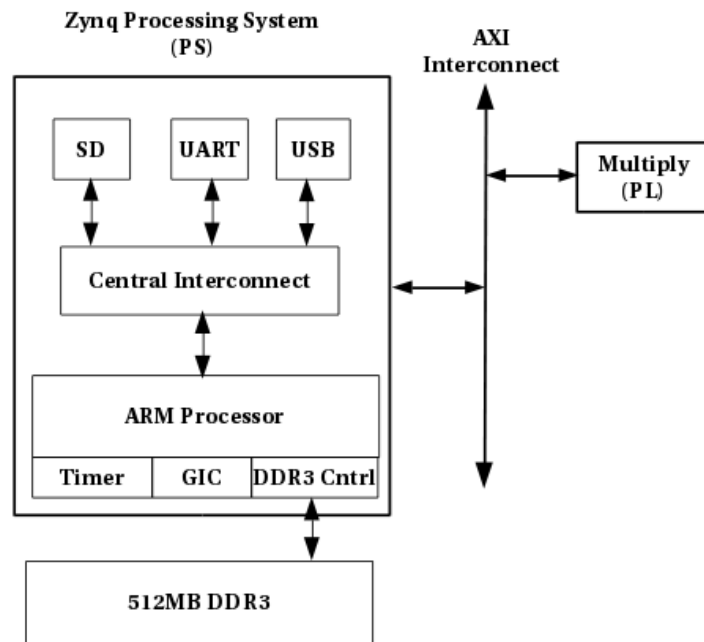 Zynq Processing System
(PS)
AXI
Interconnect
SD
UART
USB
Multiply
(PL)
Central Interconnect
ARM Processor
Timer
GIC
DDR3 Cntrl
512MB DDR3